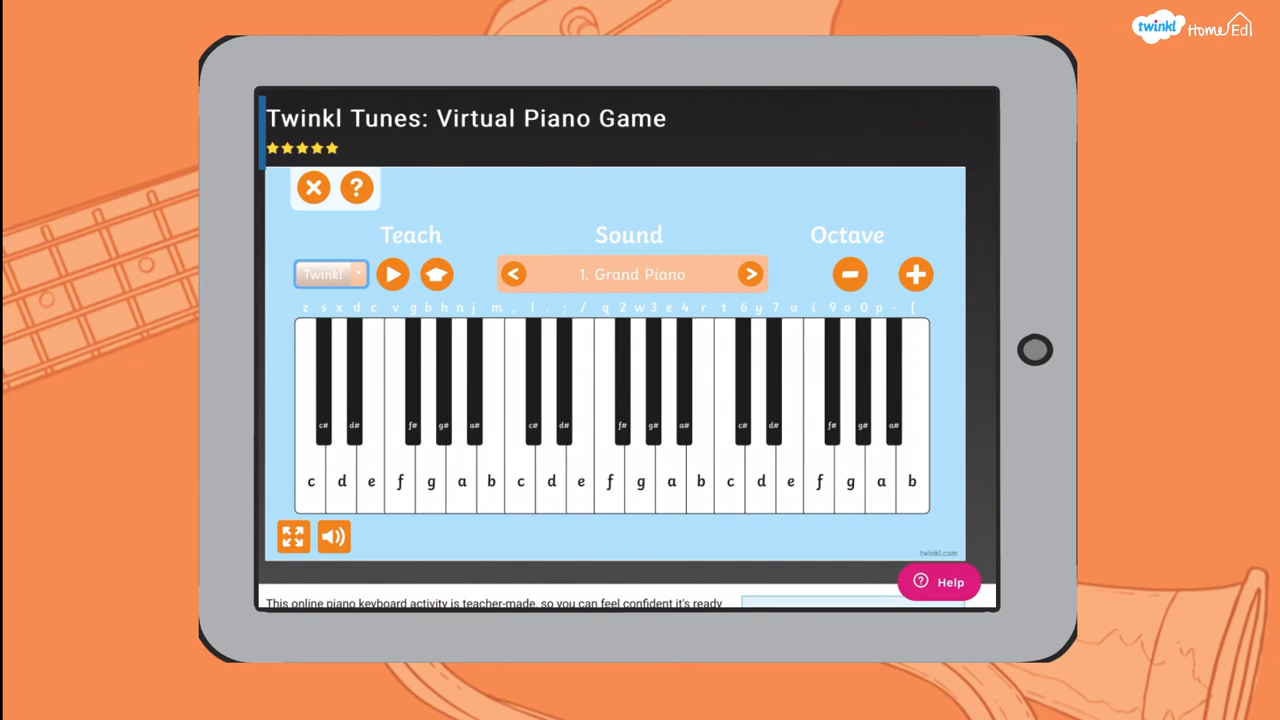 twinkl Home Ed
Twinkl Tunes: Virtual Piano Game
Teach Sound Octave
Twinkl 1. Grand Piano
z s x d c v g b h n j m , l . ; / q 2 w 3 e 4 r t 6 y 7 u i 9 o 0 p - [
c# d# f# g# a# c# d# f# g# a# c# d# f# g# a#
c d e f g a b c d e f g a b c d e f g a b
twinkl.com
? Help
This online piano keyboard activity is teacher-made, so you can feel confident it's ready